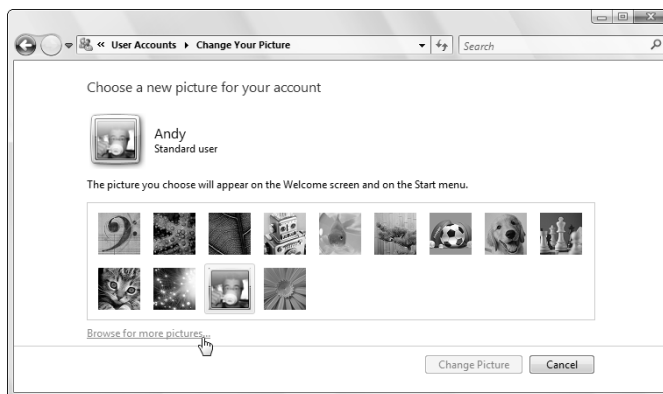 « User Accounts ▸ Change Your Picture
Search
Choose a new picture for your account
Andy
Standard user
The picture you choose will appear on the Welcome screen and on the Start menu.
Browse for more pictures...
Change Picture
Cancel